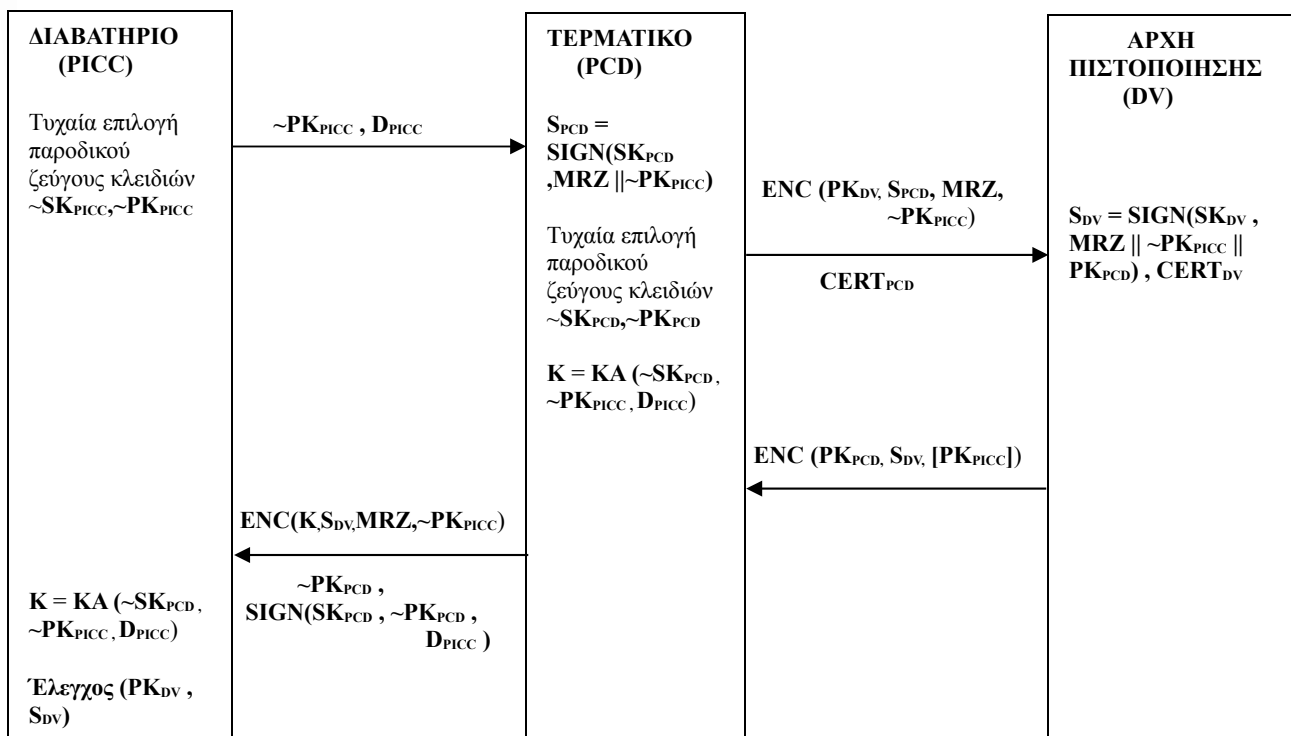 ΔΙΑΒΑΤΗΡΙΟ
(PICC)
Τυχαία επιλογή
παροδικού
ζεύγους κλειδιών
~SKPICC,~PKPICC
K = KA (~SKPCD ,
~PKPICC , DPICC)
Έλεγχος (PKDV ,
SDV)
~PKPICC , DPICC
ENC(K,SDV,MRZ,~PKPICC)
~PKPCD ,
SIGN(SKPCD , ~PKPCD ,
DPICC )
ΤΕΡΜΑΤΙΚΟ
(PCD)
SPCD =
SIGN(SKPCD
,MRZ ||~PKPICC)
Τυχαία επιλογή
παροδικού
ζεύγους κλειδιών
~SKPCD,~PKPCD
K = KA (~SKPCD ,
~PKPICC , DPICC)
ENC (PKDV, SPCD, MRZ,
~PKPICC)
CERTPCD
ENC (PKPCD, SDV, [PKPICC])
ΑΡΧΗ
ΠΙΣΤΟΠΟΙΗΣΗΣ
(DV)
SDV = SIGN(SKDV ,
MRZ || ~PKPICC ||
PKPCD) , CERTDV